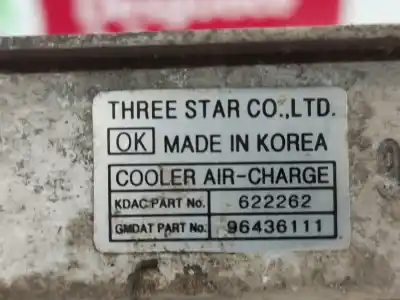 THREE STAR CO.,LTD.
OK MADE IN KOREA
COOLER AIR-CHARGE
KDAC PART No. 622262
GMDAT PART No. 96436111